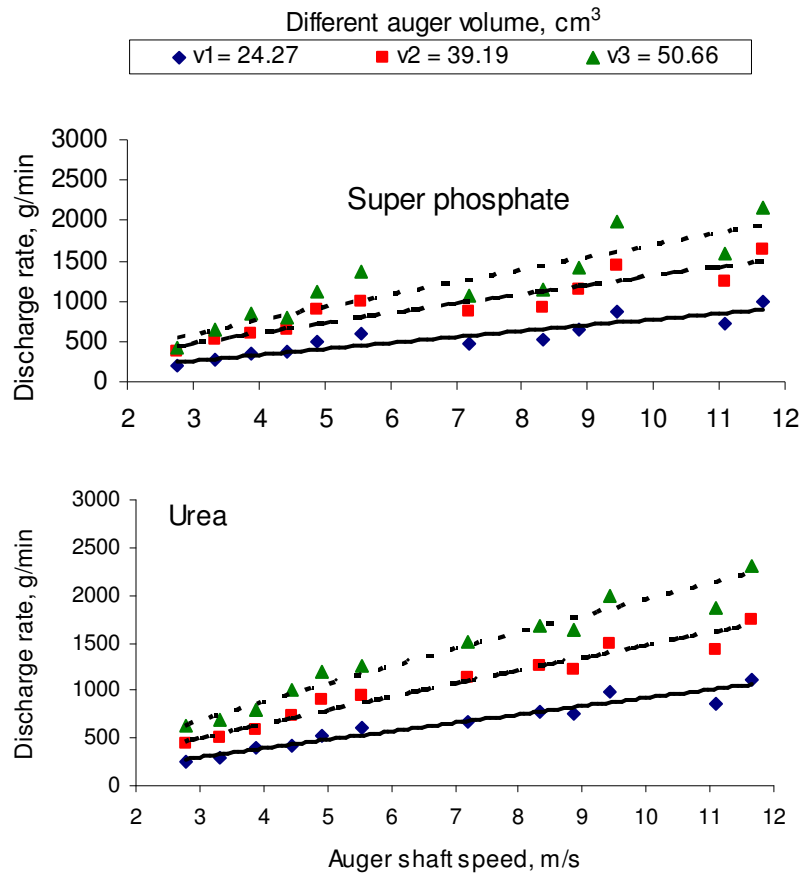 Different auger volume, cm³
v1= 24.27 v2 = 39.19 v3 = 50.66
Super phosphate
Discharge rate, g/min
3000
2500
2000
1500
1000
500
0
2 3 4 5 6 7 8 9 10 11 12
Urea
Discharge rate, g/min
3000
2500
2000
1500
1000
500
0
2 3 4 5 6 7 8 9 10 11 12
Auger shaft speed, m/s